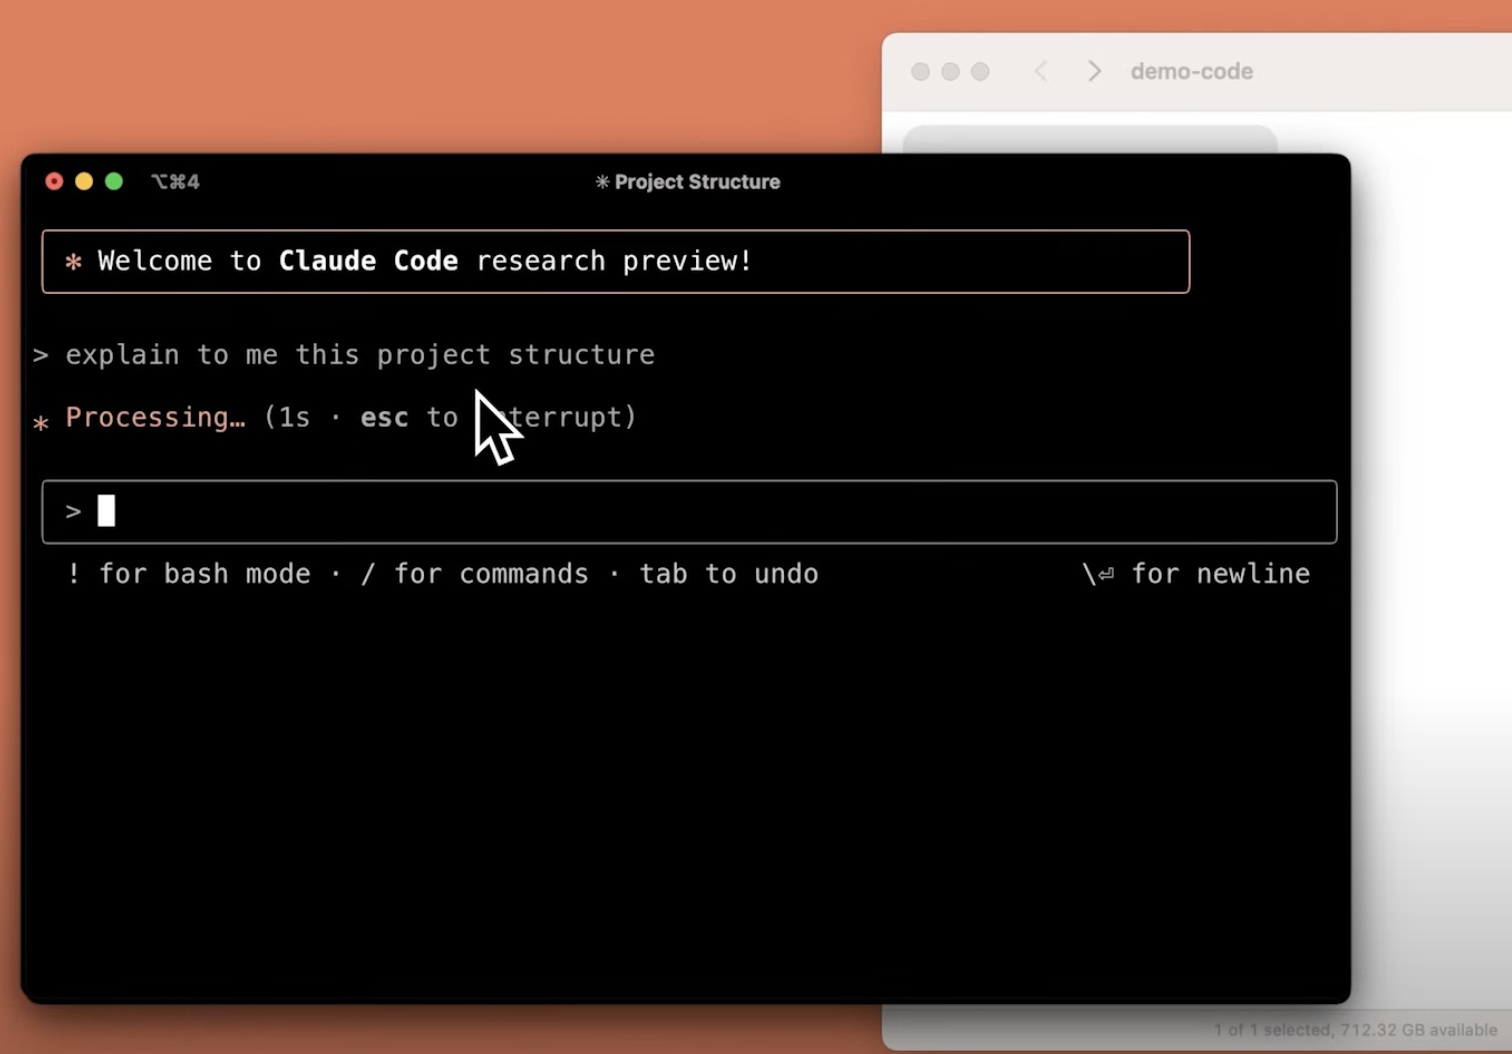 demo-code
⌥⌘4
✳ Project Structure
* Welcome to Claude Code research preview!
> explain to me this project structure
* Processing… (1s · esc to interrupt)
>
! for bash mode · / for commands · tab to undo
\⏎ for newline
1 of 1 selected, 712.32 GB available